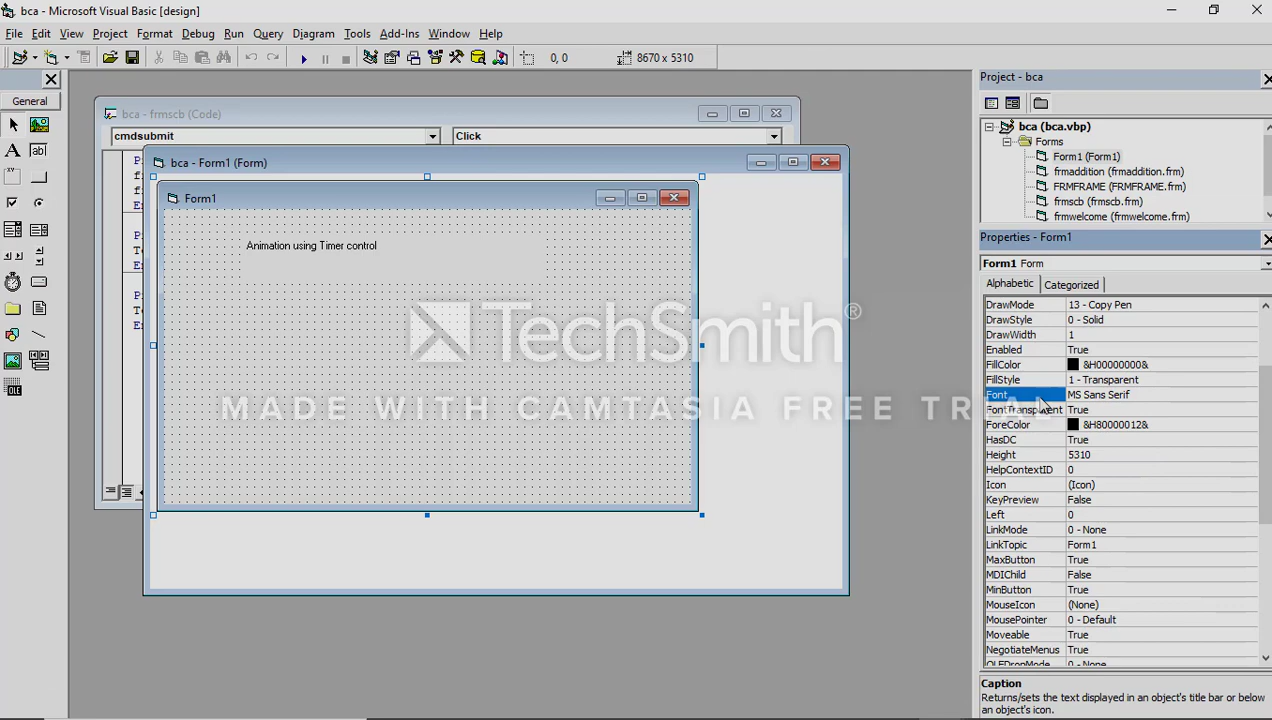 bca - Microsoft Visual Basic [design]
File Edit View Project Format Debug Run Query Diagram Tools Add-Ins Window Help
0, 0 8670 x 5310
General
bca - frmscb (Code)
cmdsubmit Click
bca - Form1 (Form)
Form1
Animation using Timer control
TechSmith®
MADE WITH CAMTASIA FREE TRIAL
Project - bca
bca (bca.vbp)
Forms
Form1 (Form1)
frmaddition (frmaddition.frm)
FRMFRAME (FRMFRAME.frm)
frmscb (frmscb.frm)
frmwelcome (frmwelcome.frm)
Properties - Form1
Form1 Form
Alphabetic Categorized
DrawMode 13 - Copy Pen
DrawStyle 0 - Solid
DrawWidth 1
Enabled True
FillColor &H00000000&
FillStyle 1 - Transparent
Font MS Sans Serif
FontTransparent True
ForeColor &H80000012&
HasDC True
Height 5310
HelpContextID 0
Icon (Icon)
KeyPreview False
Left 0
LinkMode 0 - None
LinkTopic Form1
MaxButton True
MDIChild False
MinButton True
MouseIcon (None)
MousePointer 0 - Default
Moveable True
NegotiateMenus True
OLEDropMode 0 - None
Caption
Returns/sets the text displayed in an object's title bar or below
an object's icon.